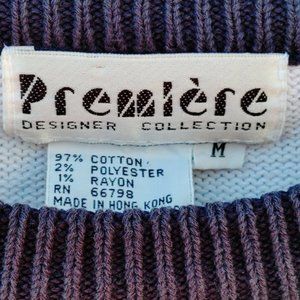 Première
DESIGNER COLLECTION
M
97% COTTON
2% POLYESTER
1% RAYON
RN 66798
MADE IN HONG KONG